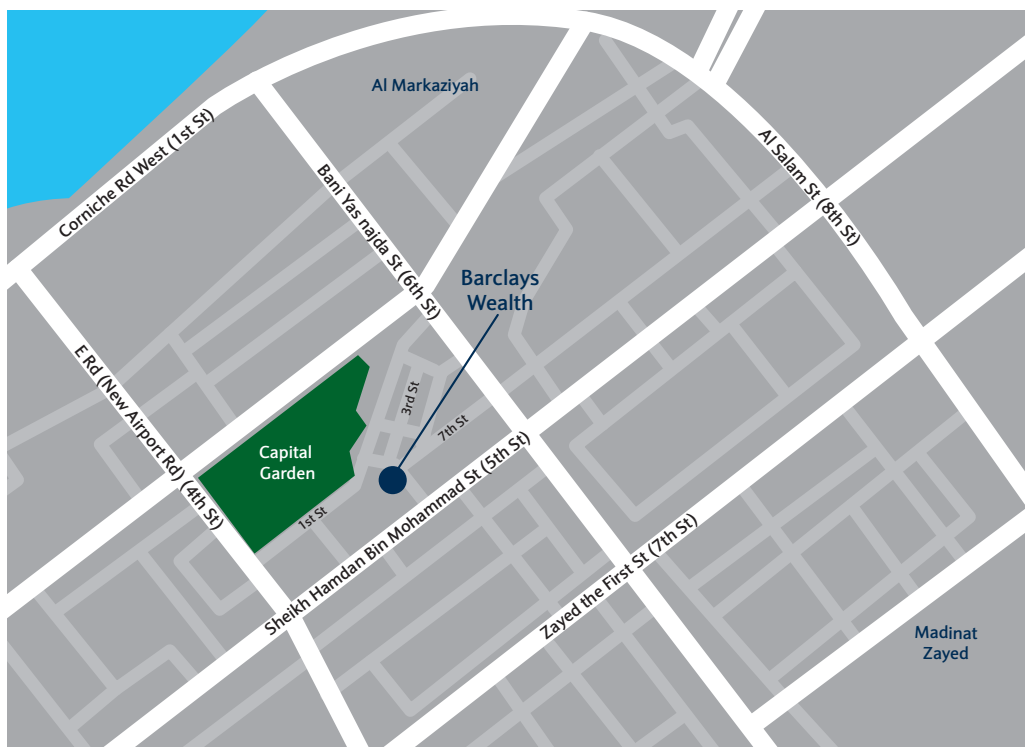 Al Markaziyah
Corniche Rd West (1st St)
Al Salam St (8th St)
Bani Yas najda St (6th St)
Barclays
Wealth
E Rd (New Airport Rd) (4th St)
3rd St
7th St
Capital
Garden
1st St
Sheikh Hamdan Bin Mohammad St (5th St)
Zayed the First St (7th St)
Madinat
Zayed